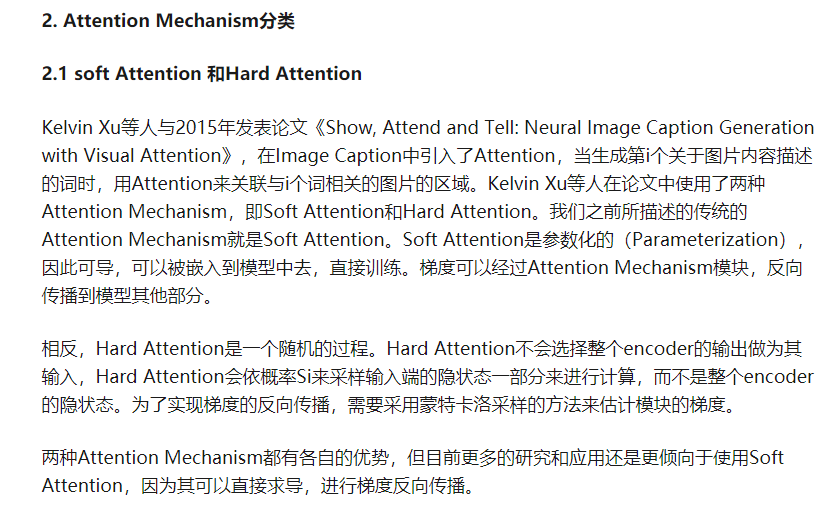 2. Attention Mechanism分类
2.1 soft Attention 和Hard Attention
Kelvin Xu等人与2015年发表论文《Show, Attend and Tell: Neural Image Caption Generation
with Visual Attention》，在Image Caption中引入了Attention，当生成第i个关于图片内容描述
的词时，用Attention来关联与i个词相关的图片的区域。Kelvin Xu等人在论文中使用了两种
Attention Mechanism，即Soft Attention和Hard Attention。我们之前所描述的传统的
Attention Mechanism就是Soft Attention。Soft Attention是参数化的（Parameterization），
因此可导，可以被嵌入到模型中去，直接训练。梯度可以经过Attention Mechanism模块，反向
传播到模型其他部分。
相反，Hard Attention是一个随机的过程。Hard Attention不会选择整个encoder的输出做为其
输入，Hard Attention会依概率Si来采样输入端的隐状态一部分来进行计算，而不是整个encoder
的隐状态。为了实现梯度的反向传播，需要采用蒙特卡洛采样的方法来估计模块的梯度。
两种Attention Mechanism都有各自的优势，但目前更多的研究和应用还是更倾向于使用Soft
Attention，因为其可以直接求导，进行梯度反向传播。